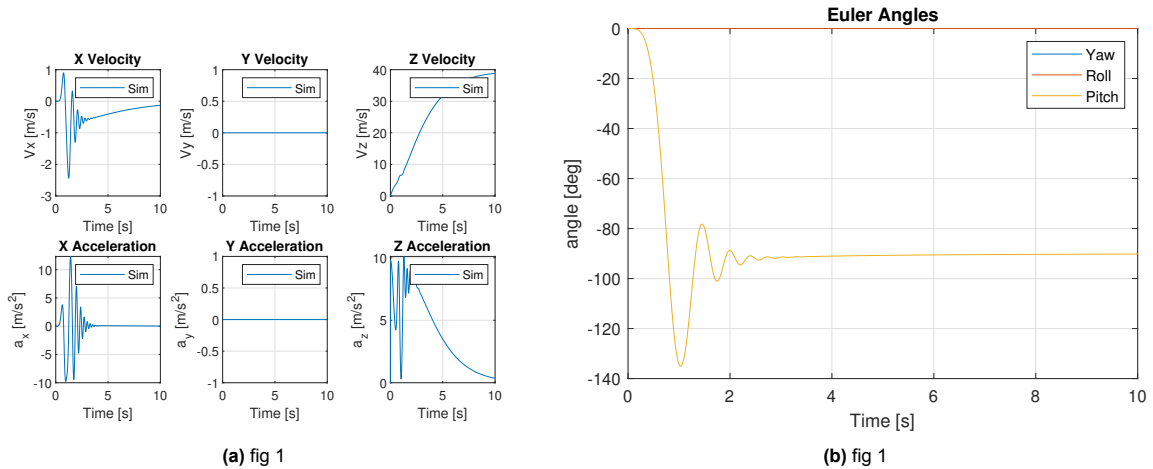 X Velocity
Y Velocity
Z Velocity
Sim
Sim
Sim
Vx [m/s]
Vy [m/s]
Vz [m/s]
1
0
-1
-2
-3
1
0.5
0
-0.5
-1
40
30
20
10
0
0 5 10
0 5 10
0 5 10
Time [s]
Time [s]
Time [s]
X Acceleration
Y Acceleration
Z Acceleration
Sim
Sim
Sim
a_x [m/s²]
a_y [m/s²]
a_z [m/s²]
10
5
0
-5
-10
1
0.5
0
-0.5
-1
10
5
0
0 5 10
0 5 10
0 5 10
Time [s]
Time [s]
Time [s]
(a) fig 1
Euler Angles
Yaw
Roll
Pitch
angle [deg]
0
-20
-40
-60
-80
-100
-120
-140
0 2 4 6 8 10
Time [s]
(b) fig 1